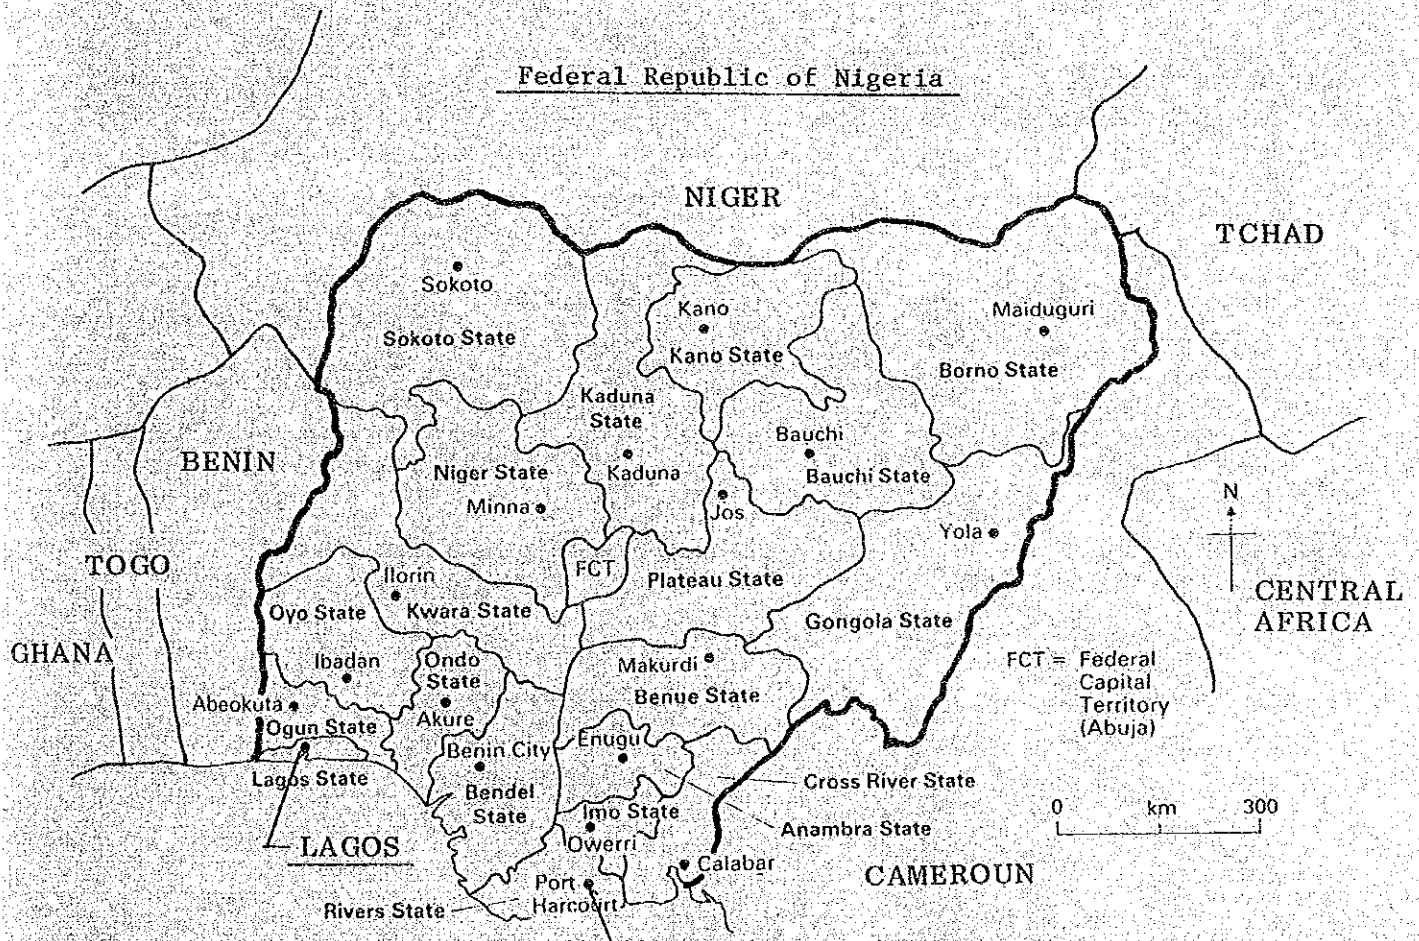 Federal Republic of Nigeria
NIGER
TCHAD
Sokoto
Sokoto State
Kano
Kano State
Maiduguri
Borno State
Kaduna
State
Kaduna
Bauchi
Bauchi State
BENIN
Niger State
Minna
Jos
Yola
N
TOGO
FCT
Plateau State
CENTRAL
AFRICA
Ilorin
Oyo State
Kwara State
Gongola State
GHANA
Ibadan
Ondo
State
Akure
Makurdi
Benue State
FCT = Federal
Capital
Territory
(Abuja)
Abeokuta
Ogun State
Benin City
Enugu
Lagos State
Bendel
State
Cross River State
Imo State
Anambra State
0 km 300
LAGOS
Owerri
Calabar
CAMEROUN
Port
Harcourt
Rivers State